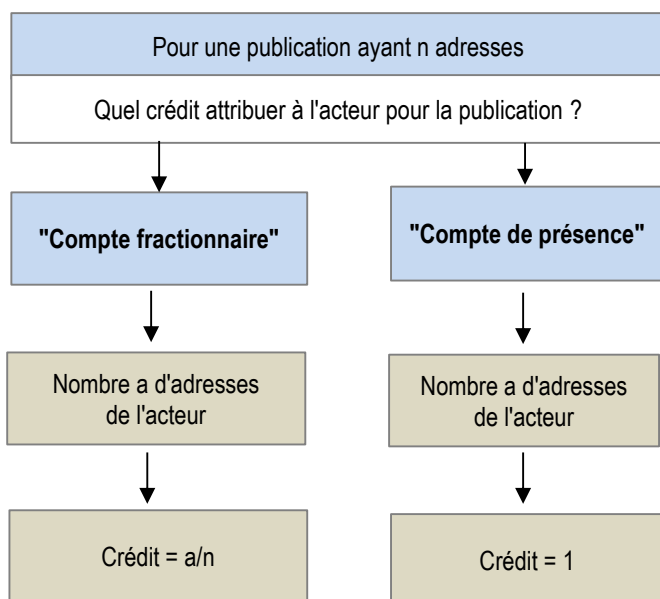 Pour une publication ayant n adresses
Quel crédit attribuer à l'acteur pour la publication ?
"Compte fractionnaire"
"Compte de présence"
Nombre a d'adresses
de l'acteur
Nombre a d'adresses
de l'acteur
Crédit = a/n
Crédit = 1